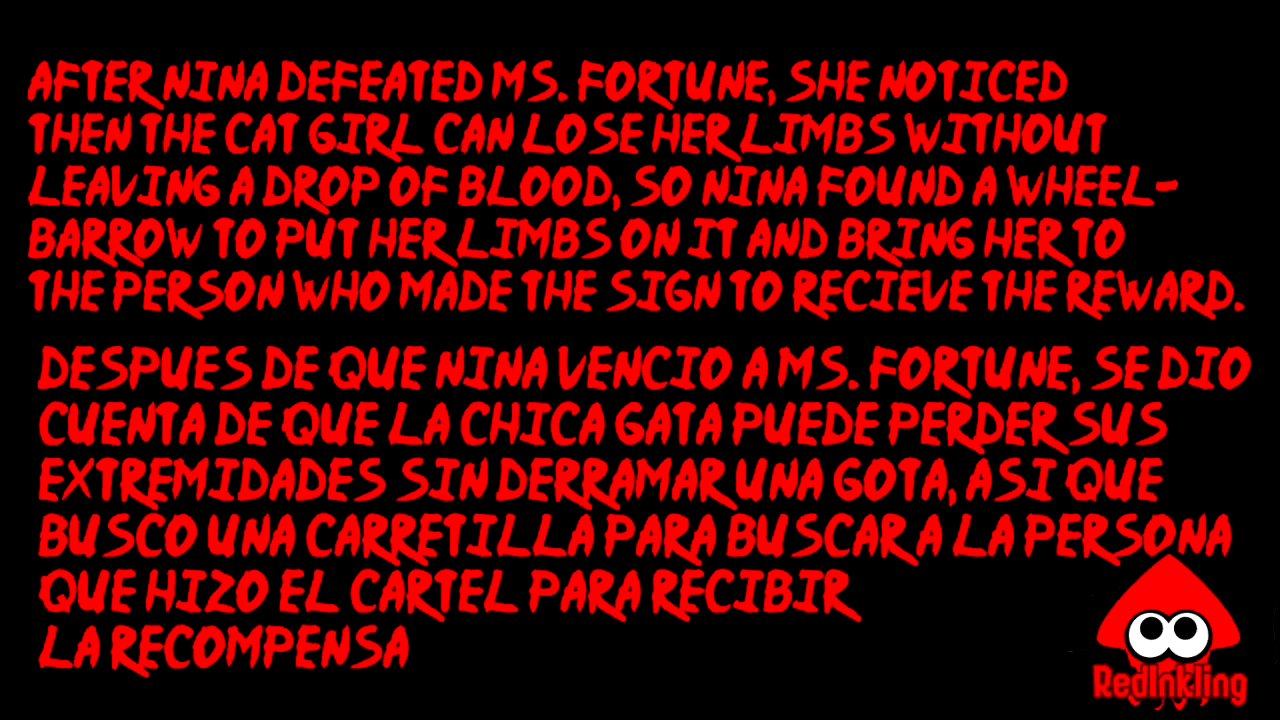 AFTER NINA DEFEATED MS. FORTUNE, SHE NOTICED
THEN THE CAT GIRL CAN LOSE HER LIMBS WITHOUT
LEAVING A DROP OF BLOOD, SO NINA FOUND A WHEEL-
BARROW TO PUT HER LIMBS ON IT AND BRING HER TO
THE PERSON WHO MADE THE SIGN TO RECIEVE THE REWARD.
DESPUES DE QUE NINA VENCIO A MS. FORTUNE, SE DIO
CUENTA DE QUE LA CHICA GATA PUEDE PERDER SUS
EXTREMIDADES SIN DERRAMAR UNA GOTA, ASI QUE
BUSCO UNA CARRETILLA PARA BUSCAR A LA PERSONA
QUE HIZO EL CARTEL PARA RECIBIR
LA RECOMPENSA
RedInkling